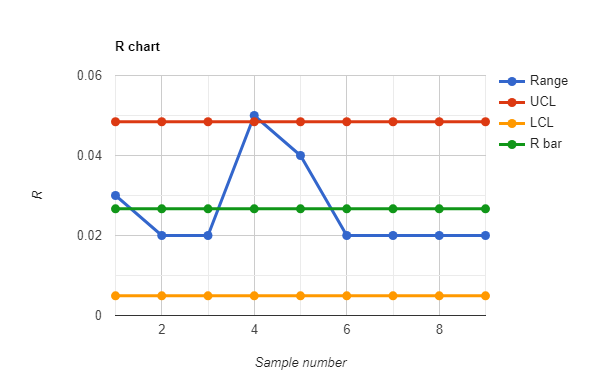 R chart
0.06
0.04
0.02
0
R
2 4 6 8
Sample number
Range
UCL
LCL
R bar